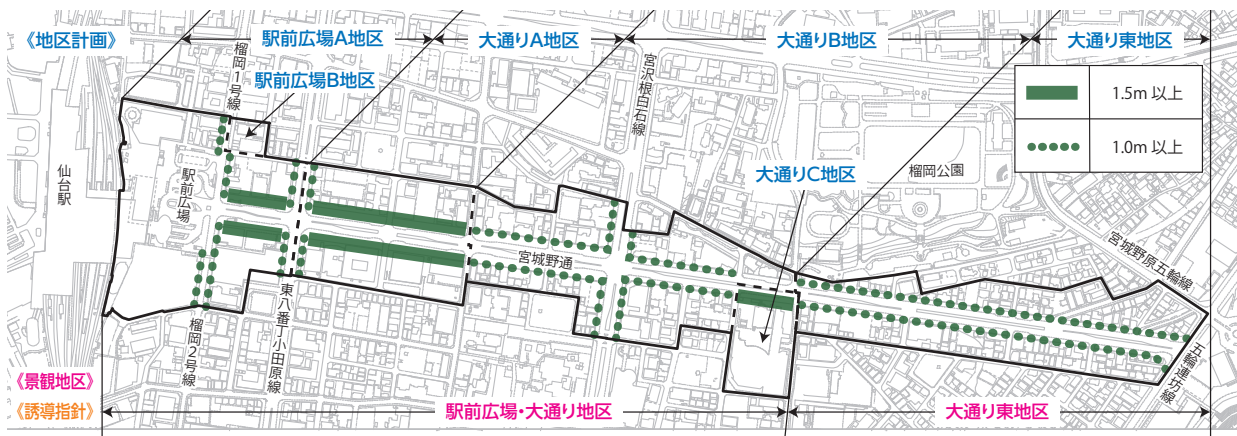 《地区計画》
駅前広場A地区
大通りA地区
大通りB地区
大通り東地区
駅前広場B地区
榴岡1号線
宮沢根白石線
1.5m 以上
1.0m 以上
大通りC地区
榴岡公園
仙台駅
駅前広場
宮城野通
宮城野原五輪線
榴岡2号線
東八番丁小田原線
五輪連坊線
《景観地区》
《誘導指針》
駅前広場・大通り地区
大通り東地区